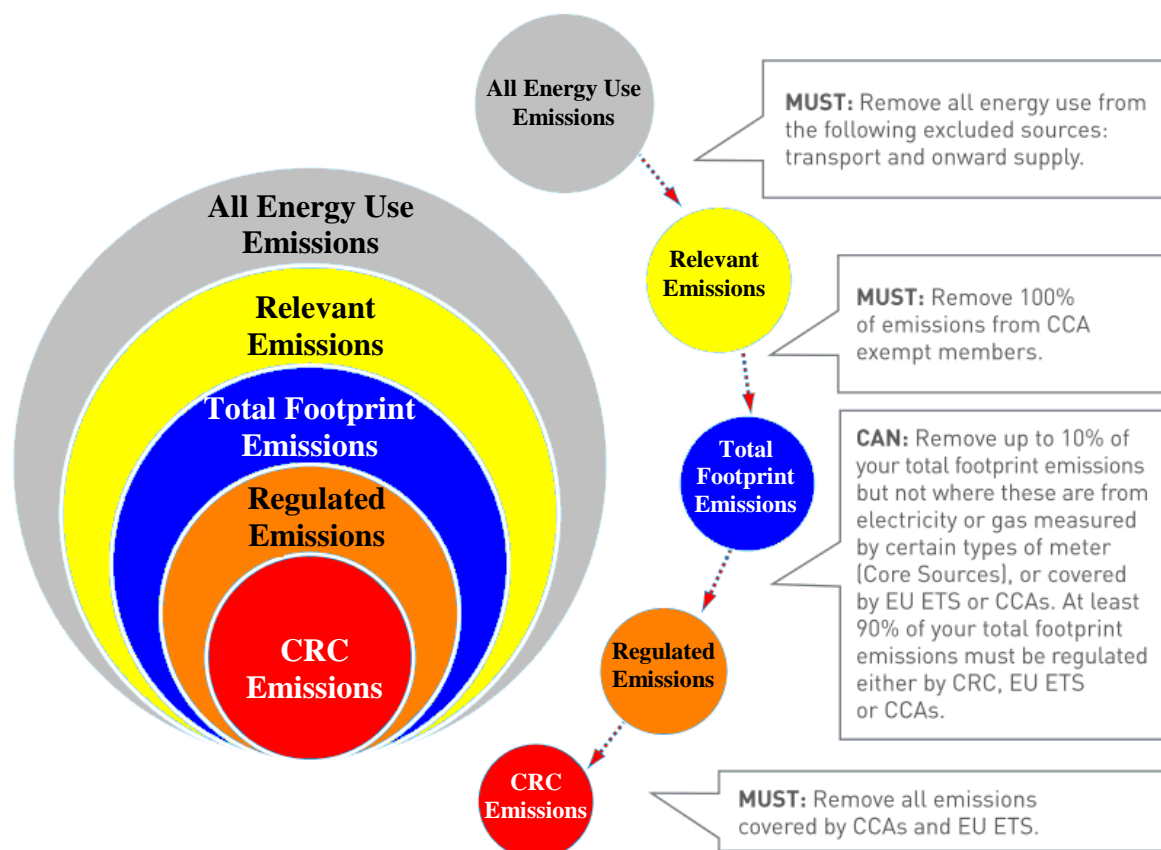 All Energy Use
Emissions
Relevant
Emissions
Total Footprint
Emissions
Regulated
Emissions
CRC
Emissions
All Energy Use
Emissions
MUST: Remove all energy use from
the following excluded sources:
transport and onward supply.
Relevant
Emissions
MUST: Remove 100%
of emissions from CCA
exempt members.
Total
Footprint
Emissions
CAN: Remove up to 10% of
your total footprint emissions
but not where these are from
electricity or gas measured
by certain types of meter
(Core Sources), or covered
by EU ETS or CCAs. At least
90% of your total footprint
emissions must be regulated
either by CRC, EU ETS
or CCAs.
Regulated
Emissions
CRC
Emissions
MUST: Remove all emissions
covered by CCAs and EU ETS.